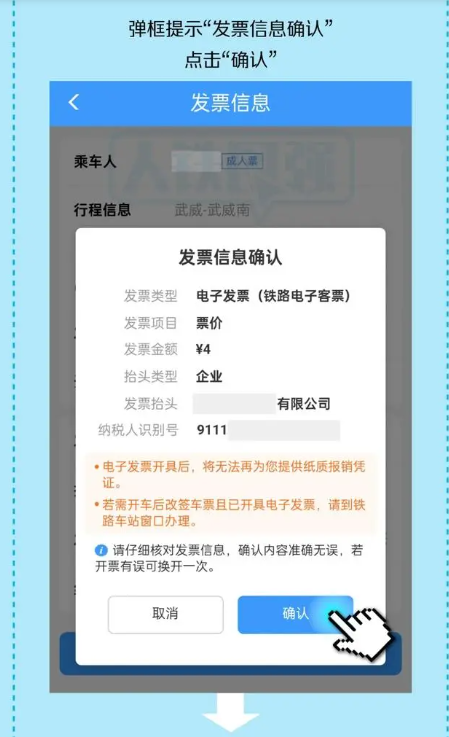 弹框提示“发票信息确认”
点击“确认”
发票信息
乘车人 成人票
行程信息 武威-武威南
发票信息确认
发票类型 电子发票（铁路电子客票）
发票项目 票价
发票金额 ¥4
抬头类型 企业
发票抬头 有限公司
纳税人识别号 9111
•电子发票开具后，将无法再为您提供纸质报销凭
证。
•若需开车后改签车票且已开具电子发票，请到铁
路车站窗口办理。
请仔细核对发票信息，确认内容准确无误，若
开票有误可换开一次。
取消 确认